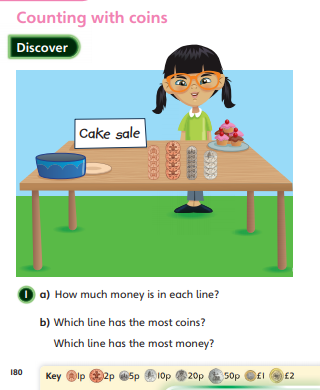 Counting with coins
Discover
Cake sale
1 a) How much money is in each line?
b) Which line has the most coins?
Which line has the most money?
180 Key 1p 2p 5p 10p 20p 50p £1 £2